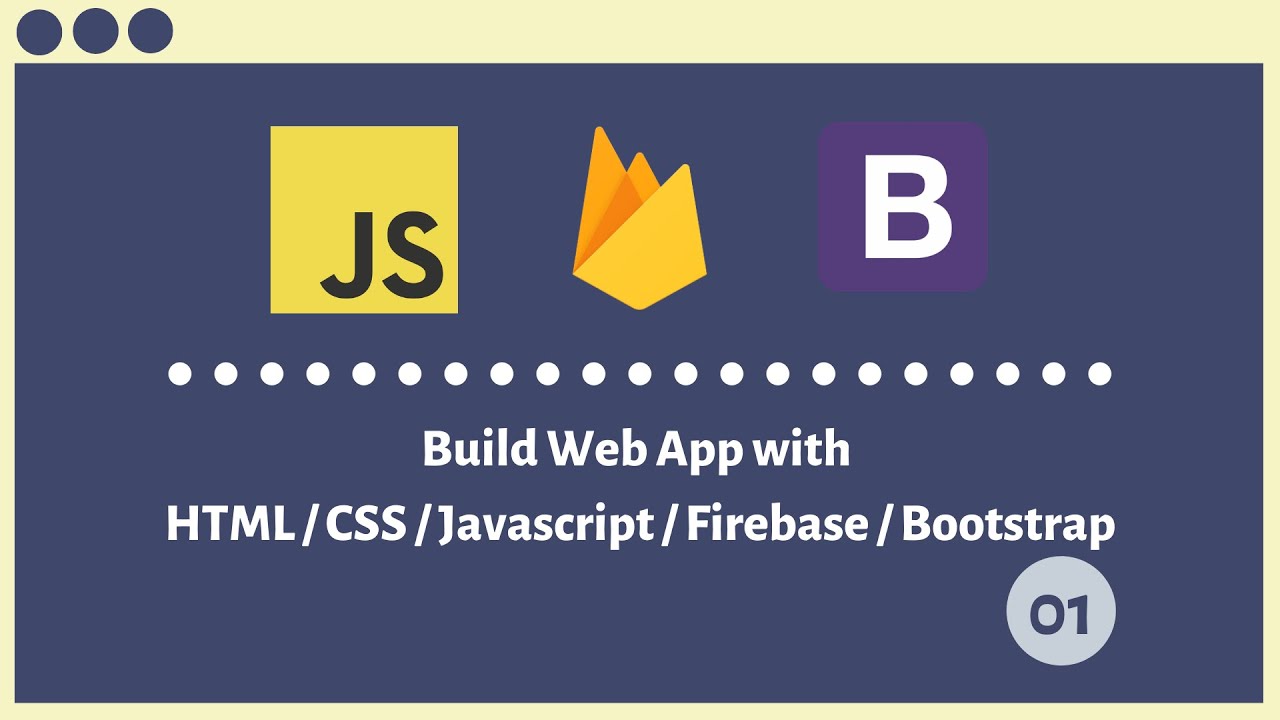 JS
B
Build Web App with
HTML / CSS / Javascript / Firebase / Bootstrap
01